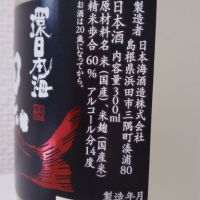 製造者 日本海酒造株式会社
島根県浜田市三隅町湊浦80
日本酒 内容量300ml
原材料名 米(国産)、米麹(国産米)
精米歩合 60% アルコール分14度
お酒は20歳になってから。
製造年月
環日本海